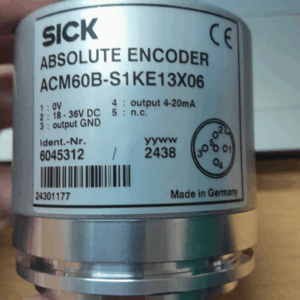 SICK
CE
ABSOLUTE ENCODER
ACM60B-S1KE13X06
1 : 0V 4 : output 4-20mA
2 : 18 - 36V DC 5 : n.c.
3 : output GND
Ident.-Nr. yyww
6045312 / 2438
24301177
Made in Germany